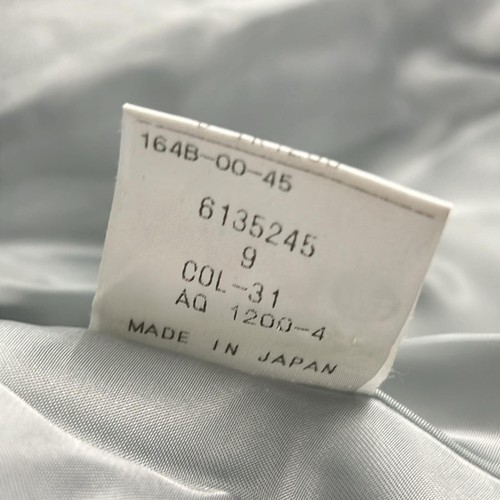 164B-00-45
6135245
9
COL-31
AQ 1200-4
MADE IN JAPAN